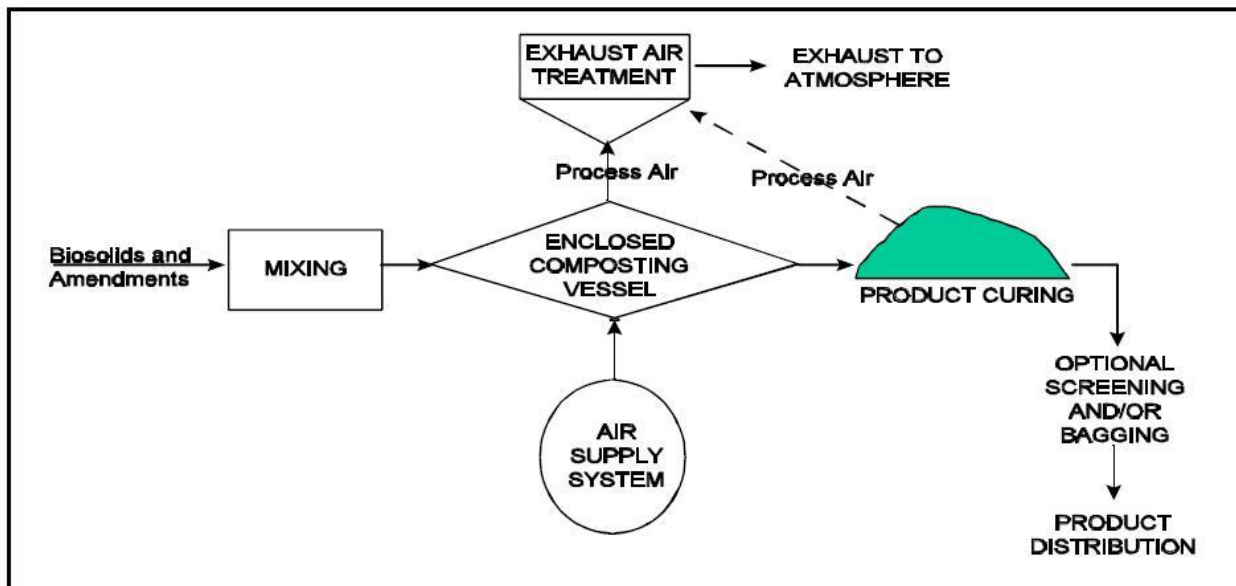 EXHAUST AIR
TREATMENT
EXHAUST TO
ATMOSPHERE
Process Air
Process Air
Biosolids and
Amendments
MIXING
ENCLOSED
COMPOSTING
VESSEL
PRODUCT CURING
AIR
SUPPLY
SYSTEM
OPTIONAL
SCREENING
AND/OR
BAGGING
PRODUCT
DISTRIBUTION